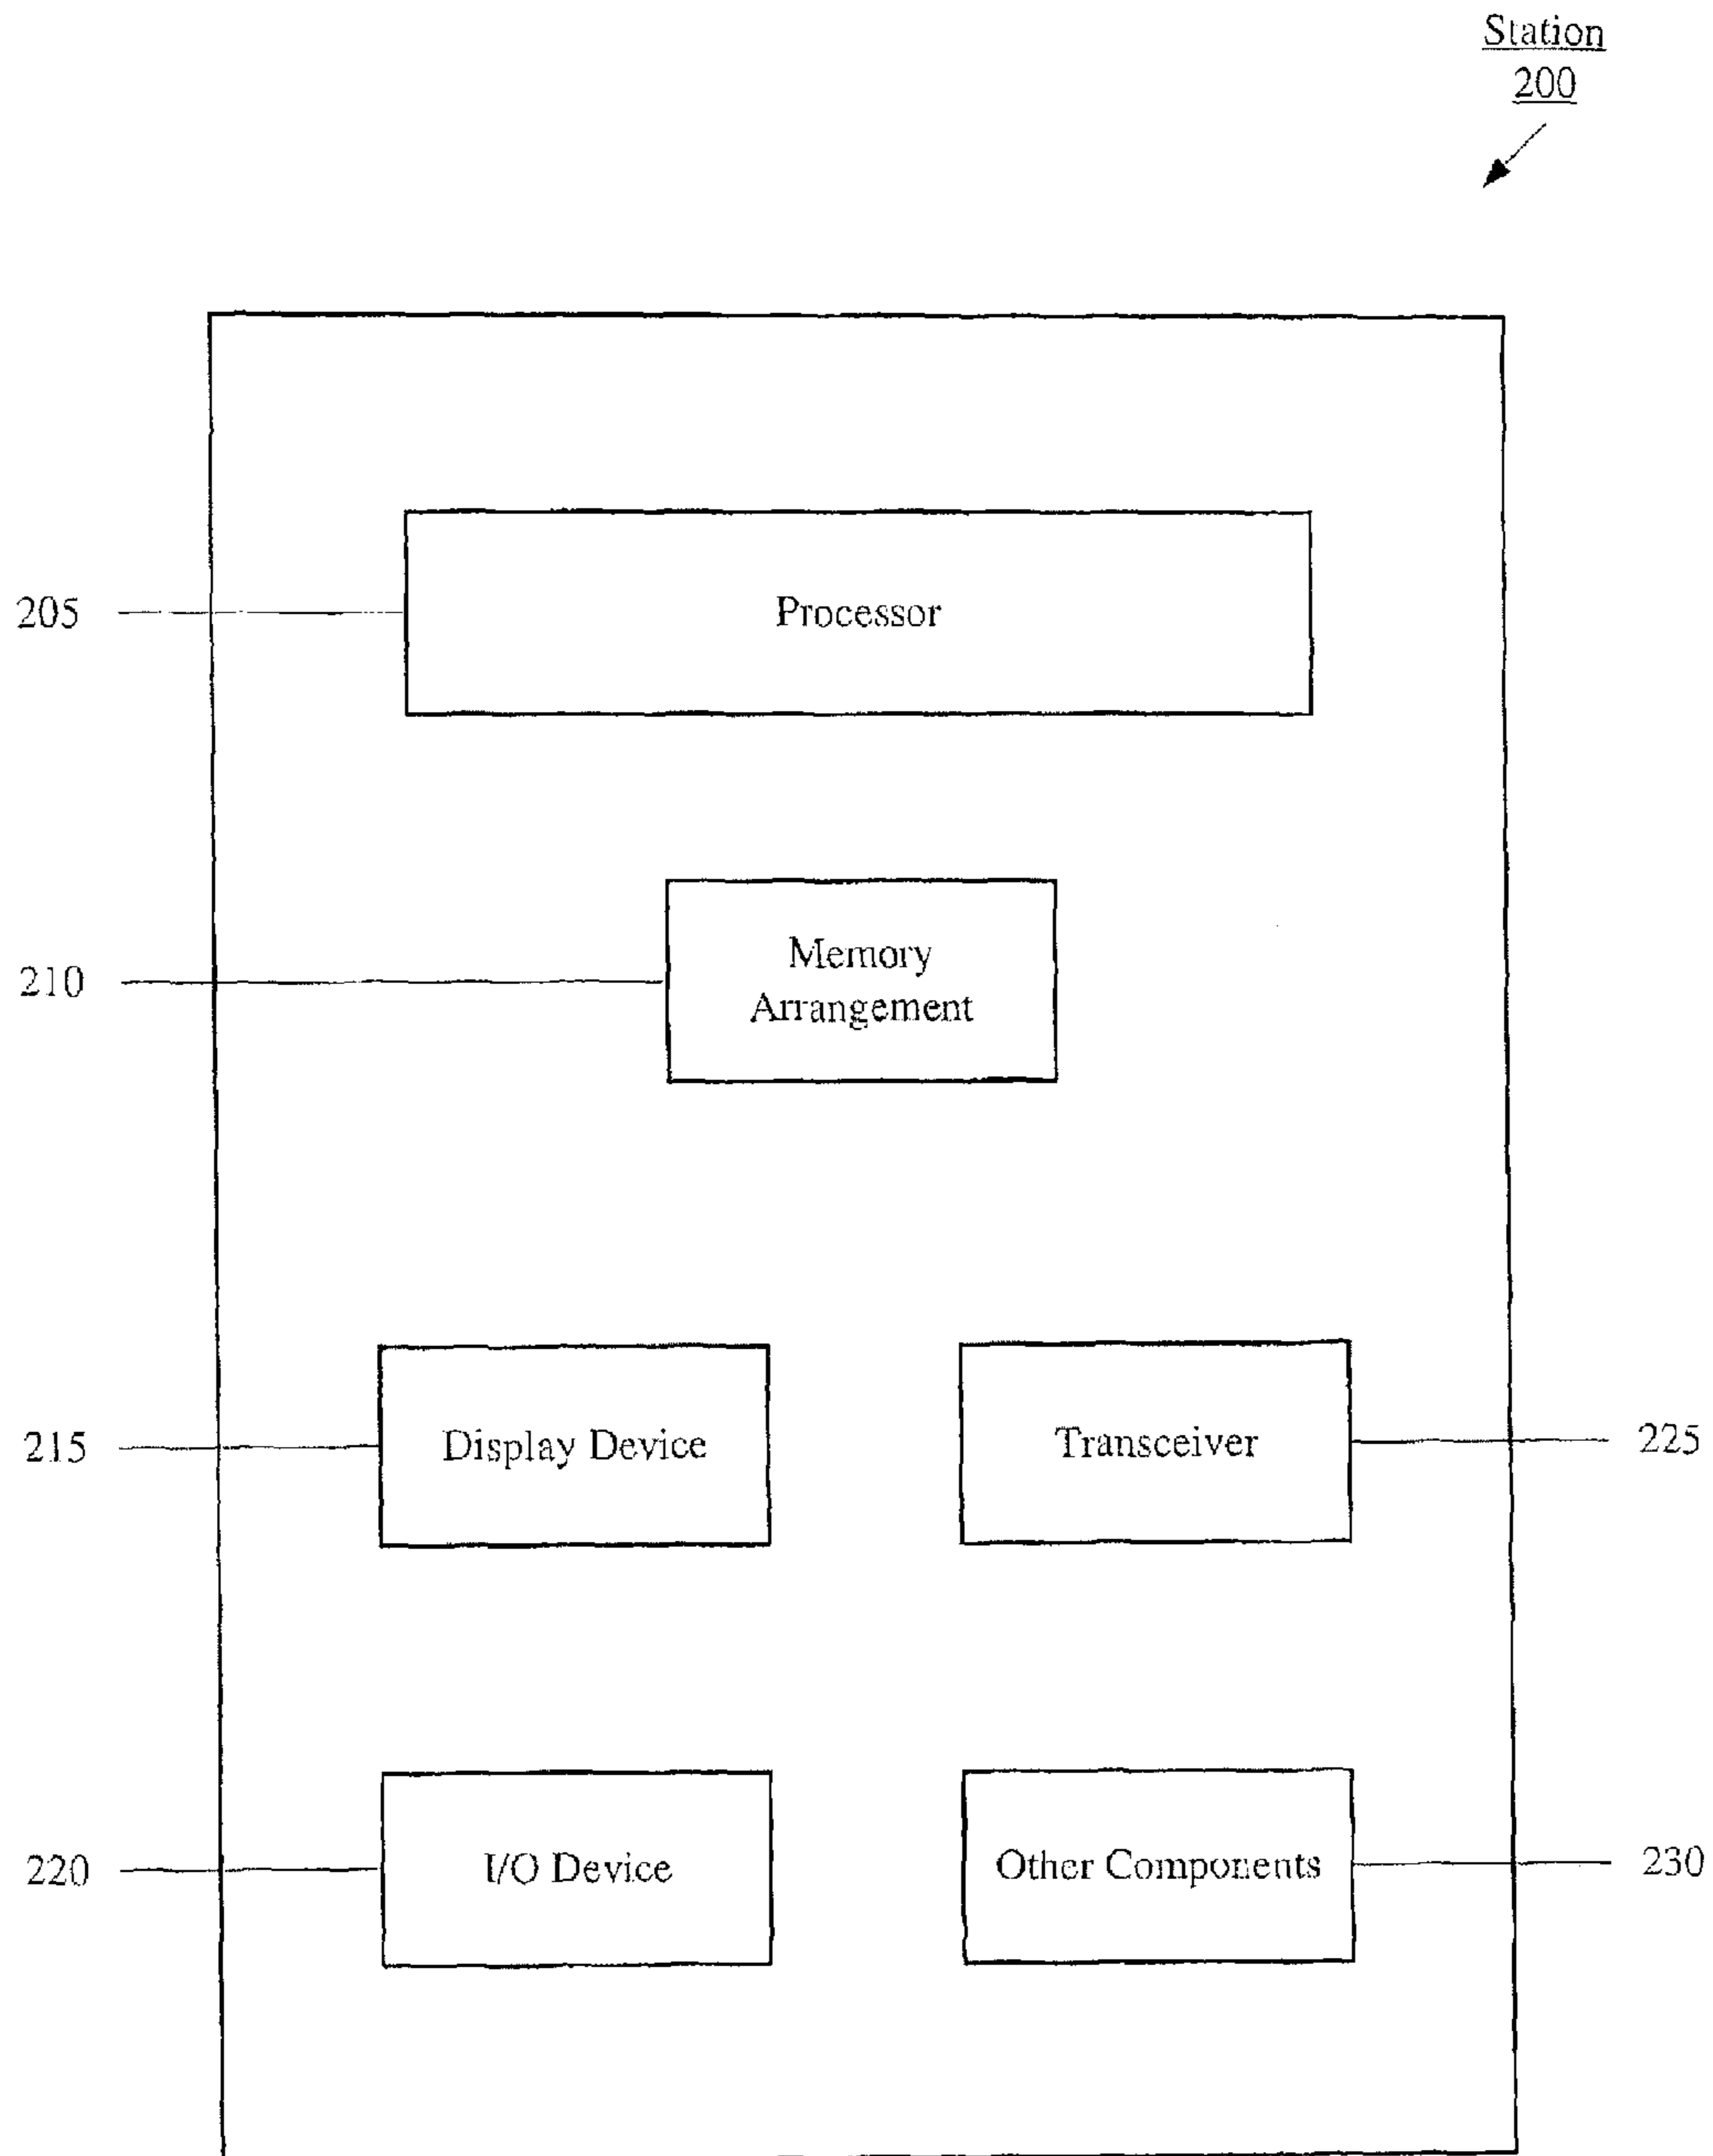 Station
200
205
Processor
210
Memory
Arrangement
215
Display Device
Transceiver
225
220
I/O Device
Other Components
230